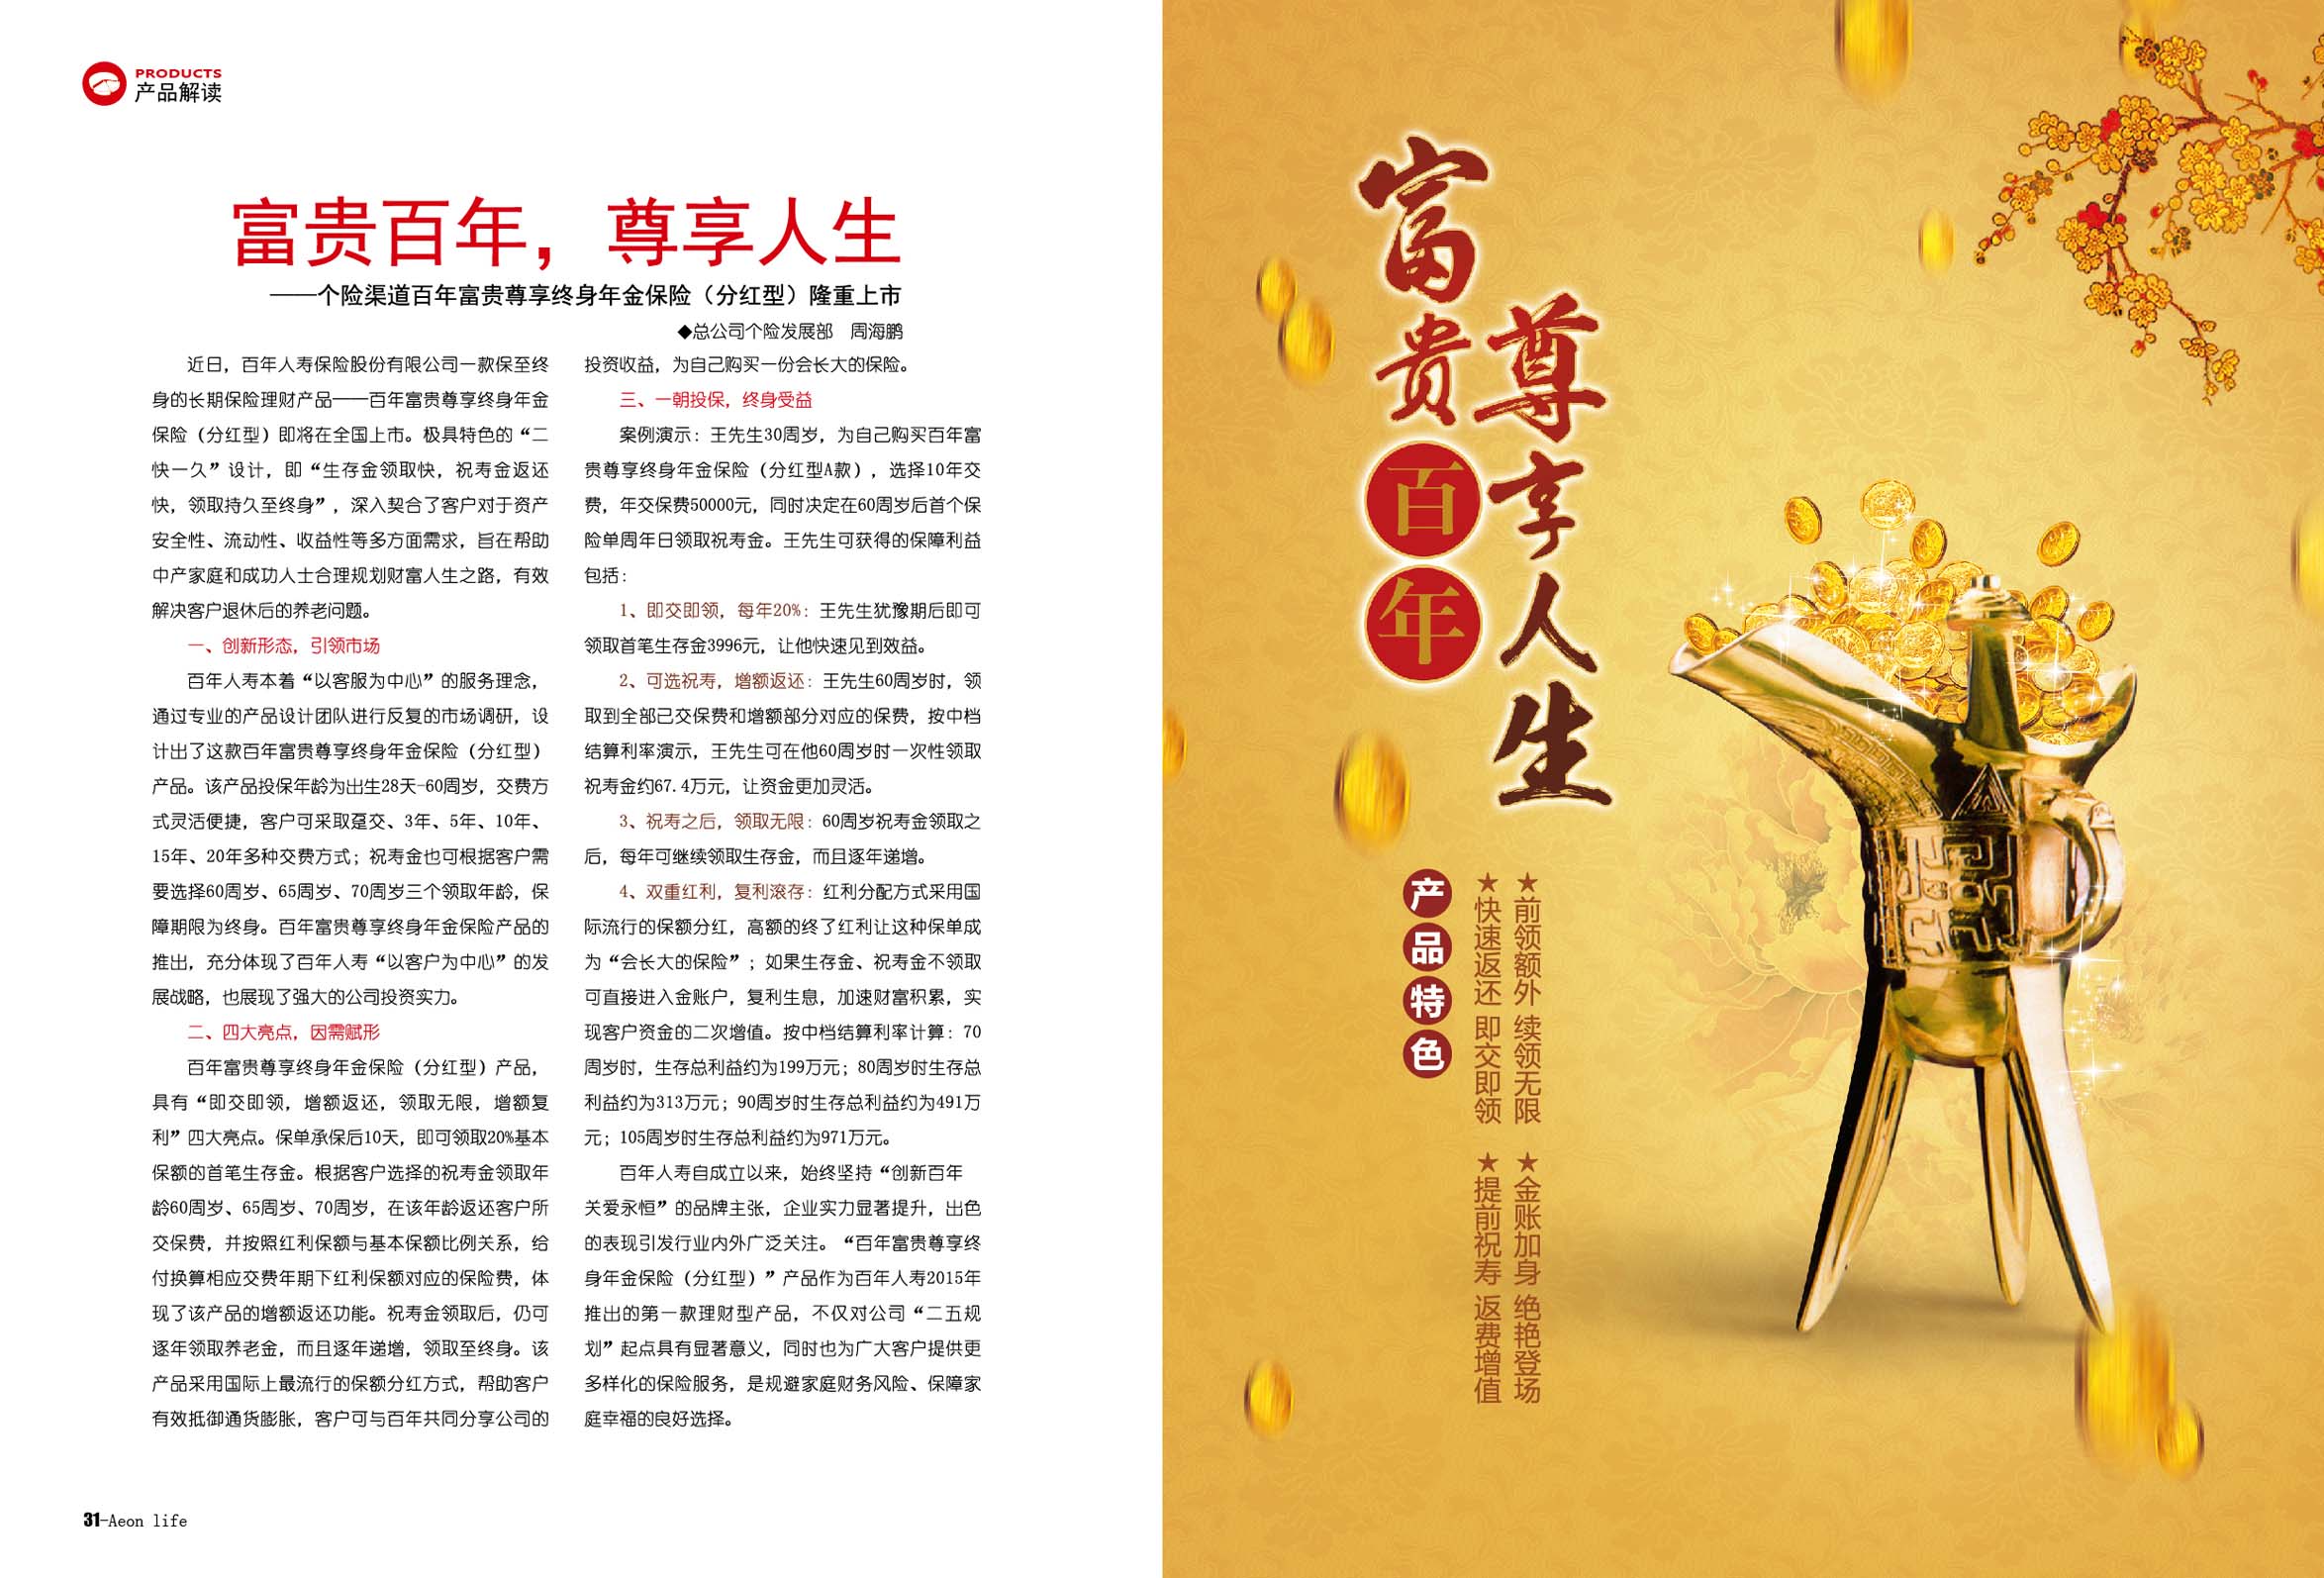 PRODUCTS
产品解读
富贵百年，尊享人生
——个险渠道百年富贵尊享终身年金保险（分红型）隆重上市
◆总公司个险发展部　周海鹏
近日，百年人寿保险股份有限公司一款保至终
身的长期保险理财产品——百年富贵尊享终身年金
保险（分红型）即将在全国上市。极具特色的“二
快一久”设计，即“生存金领取快，祝寿金返还
快，领取持久至终身”，深入契合了客户对于资产
安全性、流动性、收益性等多方面需求，旨在帮助
中产家庭和成功人士合理规划财富人生之路，有效
解决客户退休后的养老问题。
一、创新形态，引领市场
百年人寿本着“以客服为中心”的服务理念，
通过专业的产品设计团队进行反复的市场调研，设
计出了这款百年富贵尊享终身年金保险（分红型）
产品。该产品投保年龄为出生28天-60周岁，交费方
式灵活便捷，客户可采取趸交、3年、5年、10年、
15年、20年多种交费方式；祝寿金也可根据客户需
要选择60周岁、65周岁、70周岁三个领取年龄，保
障期限为终身。百年富贵尊享终身年金保险产品的
推出，充分体现了百年人寿“以客户为中心”的发
展战略，也展现了强大的公司投资实力。
二、四大亮点，因需赋形
百年富贵尊享终身年金保险（分红型）产品，
具有“即交即领，增额返还，领取无限，增额复
利”四大亮点。保单承保后10天，即可领取20%基本
保额的首笔生存金。根据客户选择的祝寿金领取年
龄60周岁、65周岁、70周岁，在该年龄返还客户所
交保费，并按照红利保额与基本保额比例关系，给
付换算相应交费年期下红利保额对应的保险费，体
现了该产品的增额返还功能。祝寿金领取后，仍可
逐年领取养老金，而且逐年递增，领取至终身。该
产品采用国际上最流行的保额分红方式，帮助客户
有效抵御通货膨胀，客户可与百年共同分享公司的
投资收益，为自己购买一份会长大的保险。
三、一朝投保，终身受益
案例演示：王先生30周岁，为自己购买百年富
贵尊享终身年金保险（分红型A款），选择10年交
费，年交保费50000元，同时决定在60周岁后首个保
险单周年日领取祝寿金。王先生可获得的保障利益
包括：
1、即交即领，每年20%：王先生犹豫期后即可
领取首笔生存金3996元，让他快速见到效益。
2、可选祝寿，增额返还：王先生60周岁时，领
取到全部已交保费和增额部分对应的保费，按中档
结算利率演示，王先生可在他60周岁时一次性领取
祝寿金约67.4万元，让资金更加灵活。
3、祝寿之后，领取无限：60周岁祝寿金领取之
后，每年可继续领取生存金，而且逐年递增。
4、双重红利，复利滚存：红利分配方式采用国
际流行的保额分红，高额的终了红利让这种保单成
为“会长大的保险”；如果生存金、祝寿金不领取
可直接进入金账户，复利生息，加速财富积累，实
现客户资金的二次增值。按中档结算利率计算：70
周岁时，生存总利益约为199万元；80周岁时生存总
利益约为313万元；90周岁时生存总利益约为491万
元；105周岁时生存总利益约为971万元。
百年人寿自成立以来，始终坚持“创新百年
关爱永恒”的品牌主张，企业实力显著提升，出色
的表现引发行业内外广泛关注。“百年富贵尊享终
身年金保险（分红型）”产品作为百年人寿2015年
推出的第一款理财型产品，不仅对公司“二五规
划”起点具有显著意义，同时也为广大客户提供更
多样化的保险服务，是规避家庭财务风险、保障家
庭幸福的良好选择。
31-Aeon life
富贵百年
尊享人生
产品特色
★快速返还 即交即领
★前领额外 续领无限
★提前祝寿 返费增值
★金账加身 绝艳登场